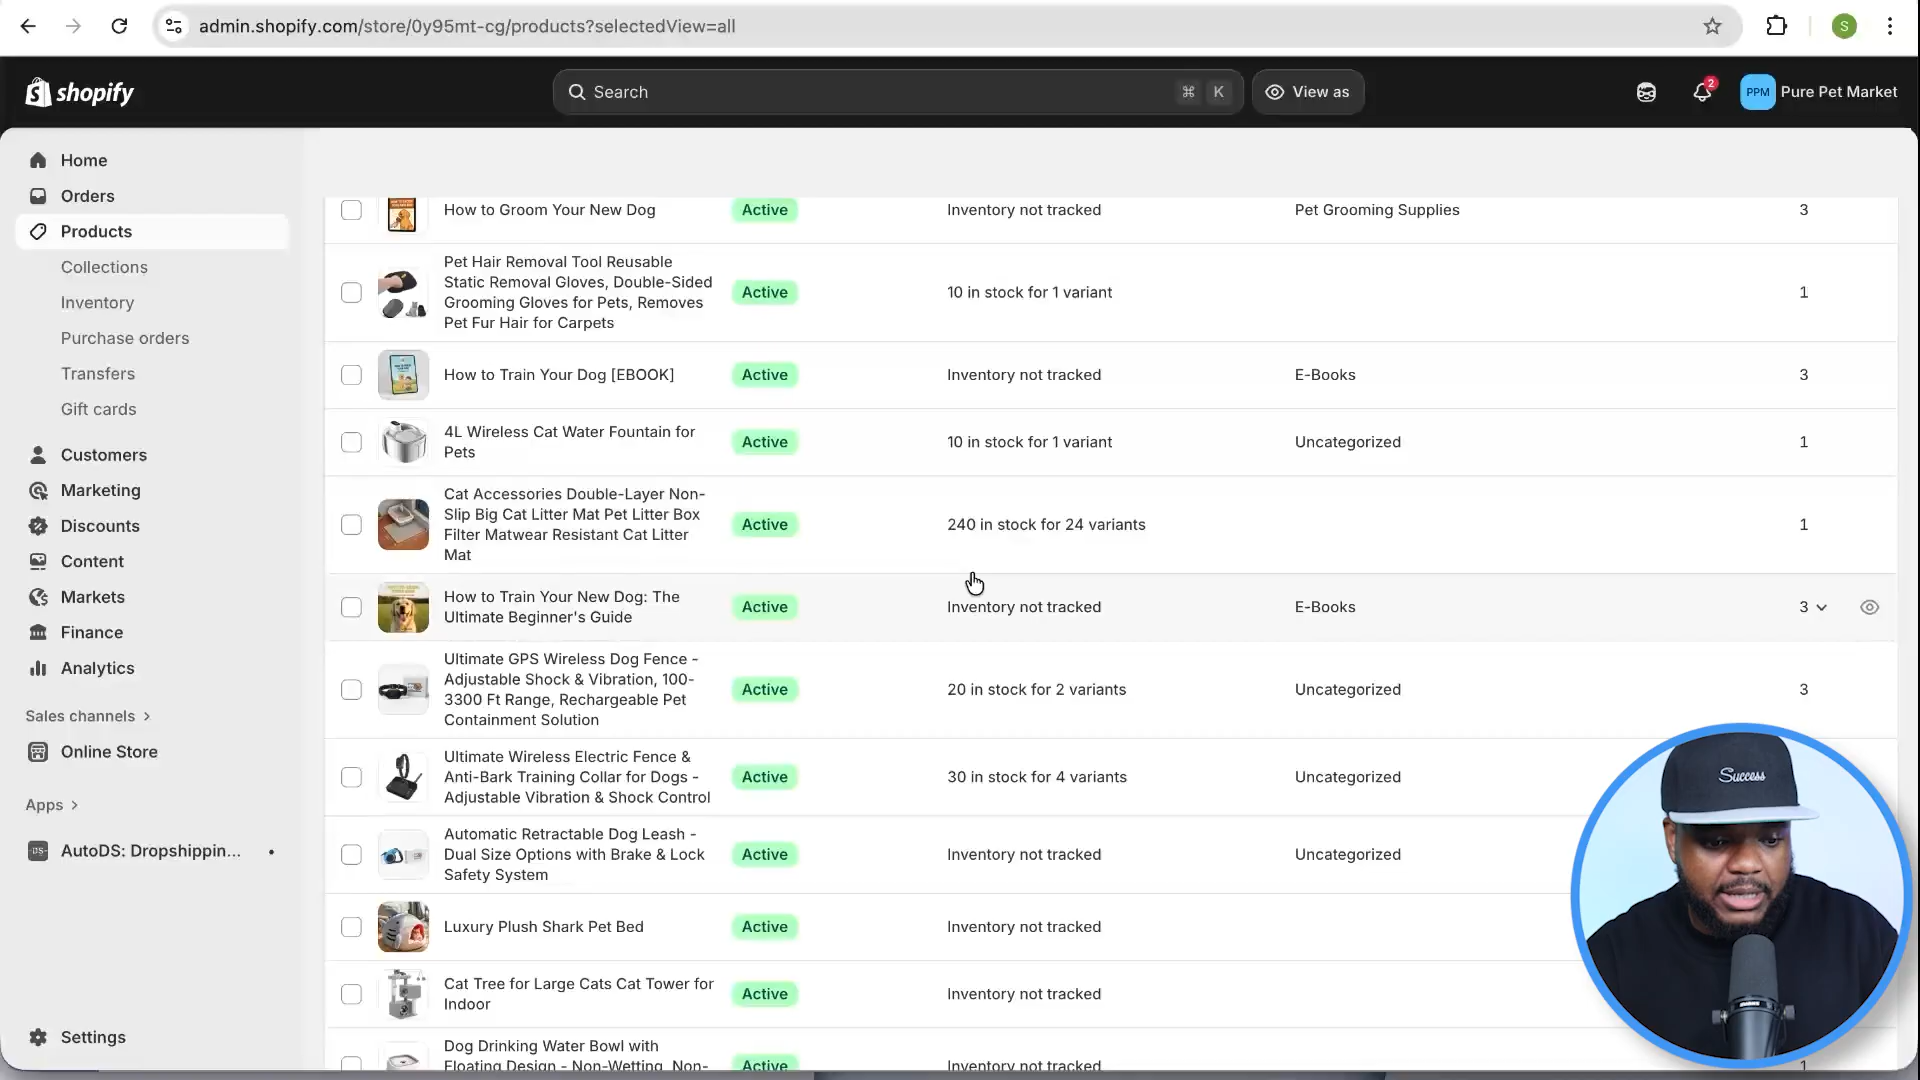 admin.shopify.com/store/0y95mt-cg/products?selectedView=all
S
shopify
Search
⌘ K
View as
2
PPM
Pure Pet Market
Home
Orders
Products
Collections
Inventory
Purchase orders
Transfers
Gift cards
Customers
Marketing
Discounts
Content
Markets
Finance
Analytics
Sales channels
Online Store
Apps
AutoDS: Dropshippin...
Settings
How to Groom Your New Dog Active Inventory not tracked Pet Grooming Supplies 3
Pet Hair Removal Tool Reusable
Static Removal Gloves, Double-Sided
Grooming Gloves for Pets, Removes
Pet Fur Hair for Carpets
Active 10 in stock for 1 variant 1
How to Train Your Dog [EBOOK] Active Inventory not tracked E-Books 3
4L Wireless Cat Water Fountain for
Pets
Active 10 in stock for 1 variant Uncategorized 1
Cat Accessories Double-Layer Non-
Slip Big Cat Litter Mat Pet Litter Box
Filter Matwear Resistant Cat Litter
Mat
Active 240 in stock for 24 variants 1
How to Train Your New Dog: The
Ultimate Beginner's Guide
Active Inventory not tracked E-Books 3
Ultimate GPS Wireless Dog Fence -
Adjustable Shock & Vibration, 100-
3300 Ft Range, Rechargeable Pet
Containment Solution
Active 20 in stock for 2 variants Uncategorized 3
Ultimate Wireless Electric Fence &
Anti-Bark Training Collar for Dogs -
Adjustable Vibration & Shock Control
Active 30 in stock for 4 variants Uncategorized
Automatic Retractable Dog Leash -
Dual Size Options with Brake & Lock
Safety System
Active Inventory not tracked Uncategorized
Luxury Plush Shark Pet Bed Active Inventory not tracked
Cat Tree for Large Cats Cat Tower for
Indoor
Active Inventory not tracked
Dog Drinking Water Bowl with
Floating Design - Non-Wetting, Non-
Active Inventory not tracked 1
Success